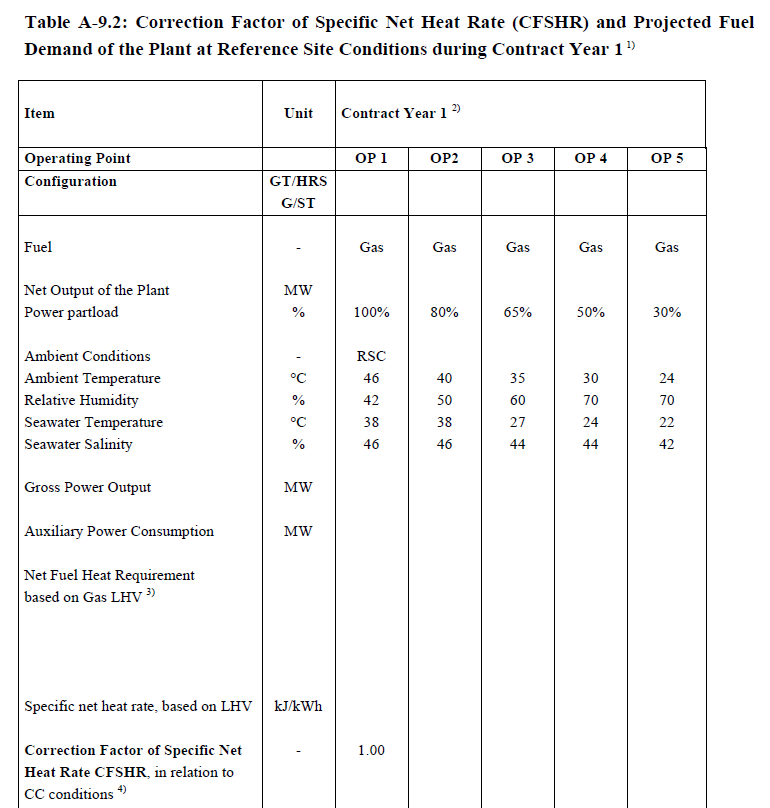 Table A-9.2: Correction Factor of Specific Net Heat Rate (CFSHR) and Projected Fuel
Demand of the Plant at Reference Site Conditions during Contract Year 1 1)
Item Unit Contract Year 1 2)
Operating Point OP 1 OP2 OP 3 OP 4 OP 5
Configuration GT/HRS
G/ST
Fuel - Gas Gas Gas Gas Gas
Net Output of the Plant MW
Power partload % 100% 80% 65% 50% 30%
Ambient Conditions - RSC
Ambient Temperature °C 46 40 35 30 24
Relative Humidity % 42 50 60 70 70
Seawater Temperature °C 38 38 27 24 22
Seawater Salinity % 46 46 44 44 42
Gross Power Output MW
Auxiliary Power Consumption MW
Net Fuel Heat Requirement
based on Gas LHV 3)
Specific net heat rate, based on LHV kJ/kWh
Correction Factor of Specific Net - 1.00
Heat Rate CFSHR, in relation to
CC conditions 4)